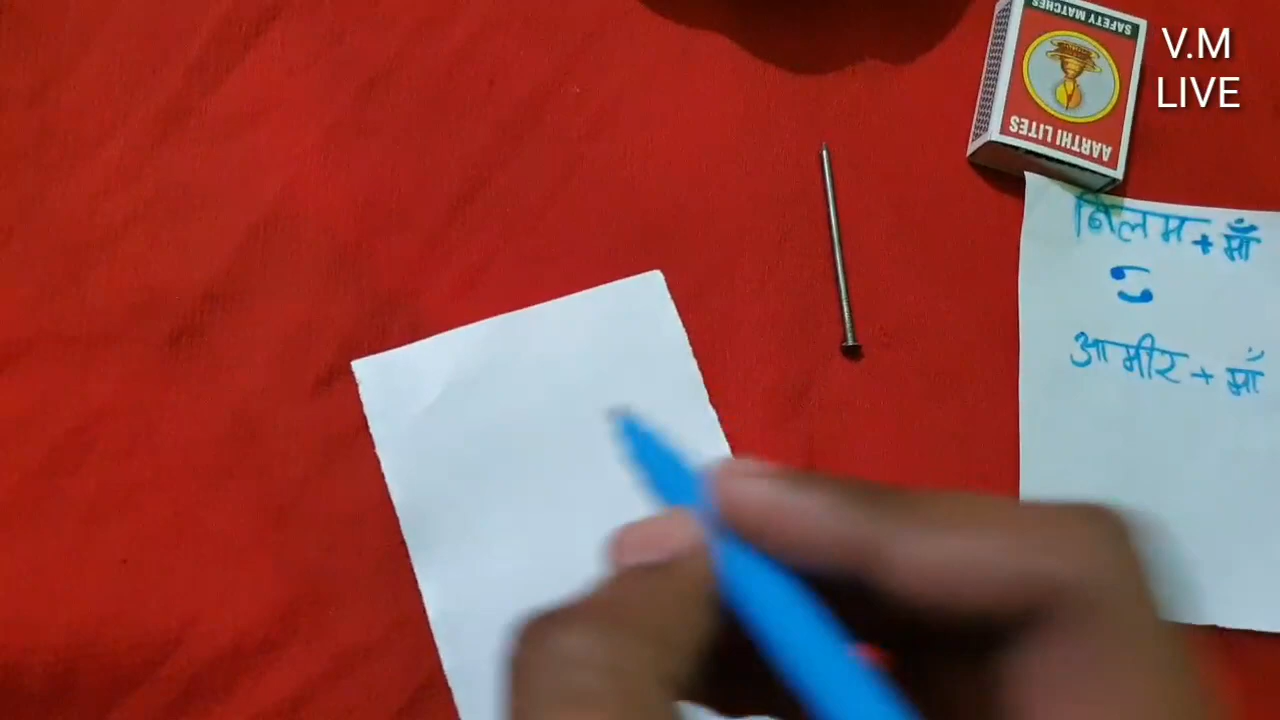 V.M
LIVE
SAFETY MATCHES
AARTHI LITES
निलम + माँ
आमीर + माँ